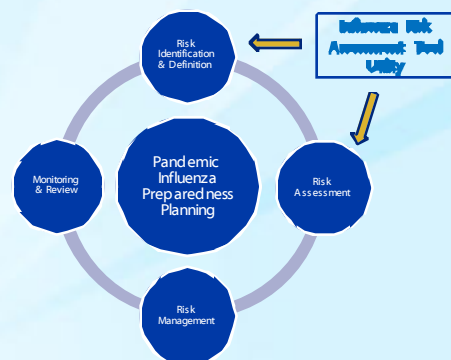 Risk
Identification
& Definition
Influenza Risk
Assessment Tool
Utility
Monitoring
& Review
Pandemic
Influenza
Preparedness
Planning
Risk
Assessment
Risk
Management